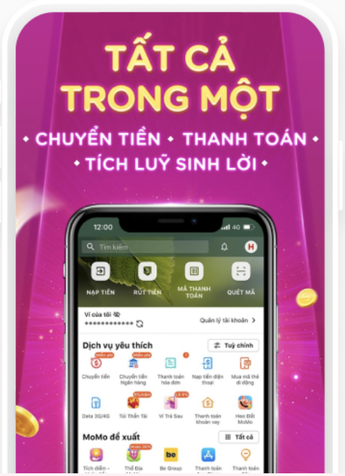 TẤT CẢ
TRONG MỘT
• CHUYỂN TIỀN • THANH TOÁN •
• TÍCH LUỸ SINH LỜI •
12:00
4G
Tìm kiếm
H
NẠP TIỀN
RÚT TIỀN
MÃ THANH TOÁN
QUÉT MÃ
Ví của tôi
************
Quản lý tài khoản >
Dịch vụ yêu thích
Tuỳ chỉnh
Chuyển tiền
Chuyển tiền Ngân hàng
Thanh toán hóa đơn
Nạp tiền điện thoại
Mua mã thẻ di động
Data 3G/4G
Túi Thần Tài
Ví Trả Sau
Thanh toán khoản vay
Heo Đất MoMo
MoMo đề xuất
Tất cả
be
Tích điểm -
Thổ Địa
Be Group
Thanh toán